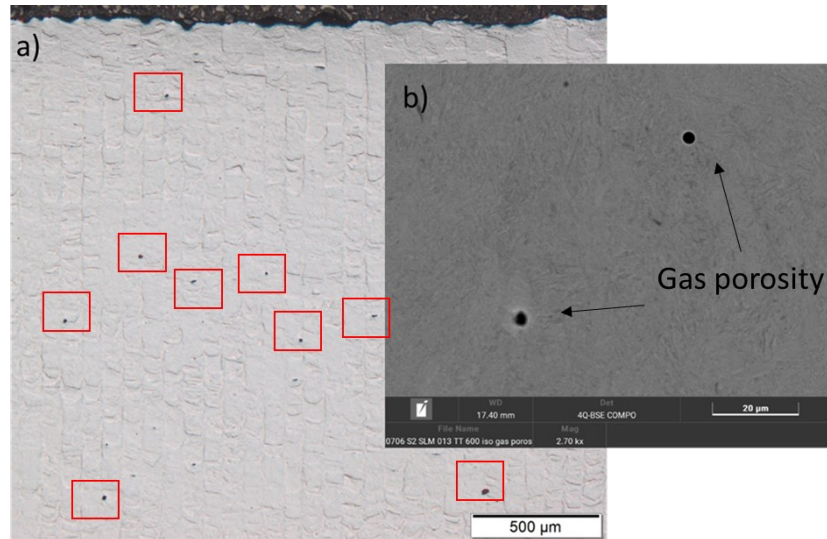 a)
b)
Gas porosity
WD
Det
17.40 mm
4Q-BSE COMPO
20 µm
File Name
Mag
0706 S2 SLM 013 TT 600 iso gas poros
2.70 kx
500 µm